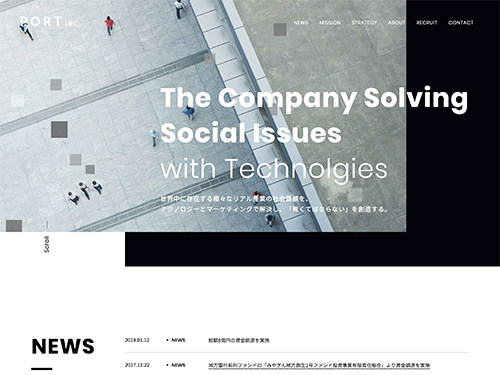 PORT INC.
NEWS MISSION STRATEGY ABOUT RECRUIT CONTACT
The Company Solving
Social Issues
with Technolgies
世界中に存在する様々なリアル産業の社会課題を、
テクノロジーとマーケティングで解決し、「無くてはならない」を創造する。
Scroll
NEWS
2018.01.12 • NEWS 総額8億円の資金調達を実施
2017.12.22 • NEWS 地方銀行系列ファンドの「みやぎん地方創生1号ファンド投資事業有限責任組合」より資金調達を実施